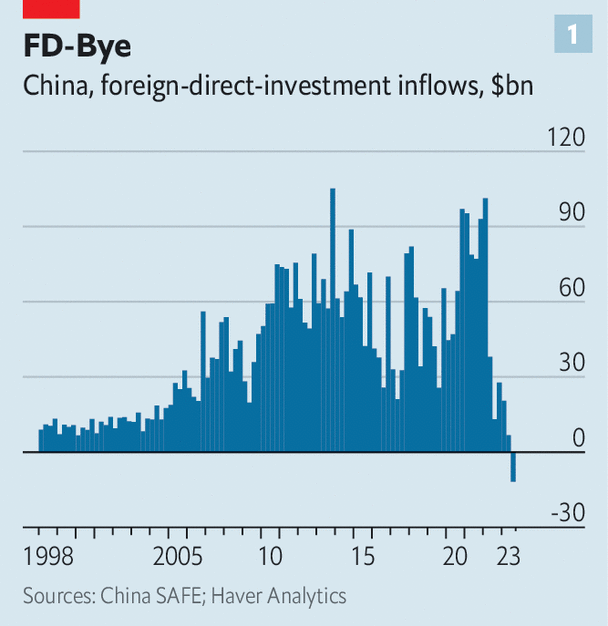 1
FD-Bye
China, foreign-direct-investment inflows, $bn
120
90
60
30
0
-30
1998 2005 10 15 20 23
Sources: China SAFE; Haver Analytics